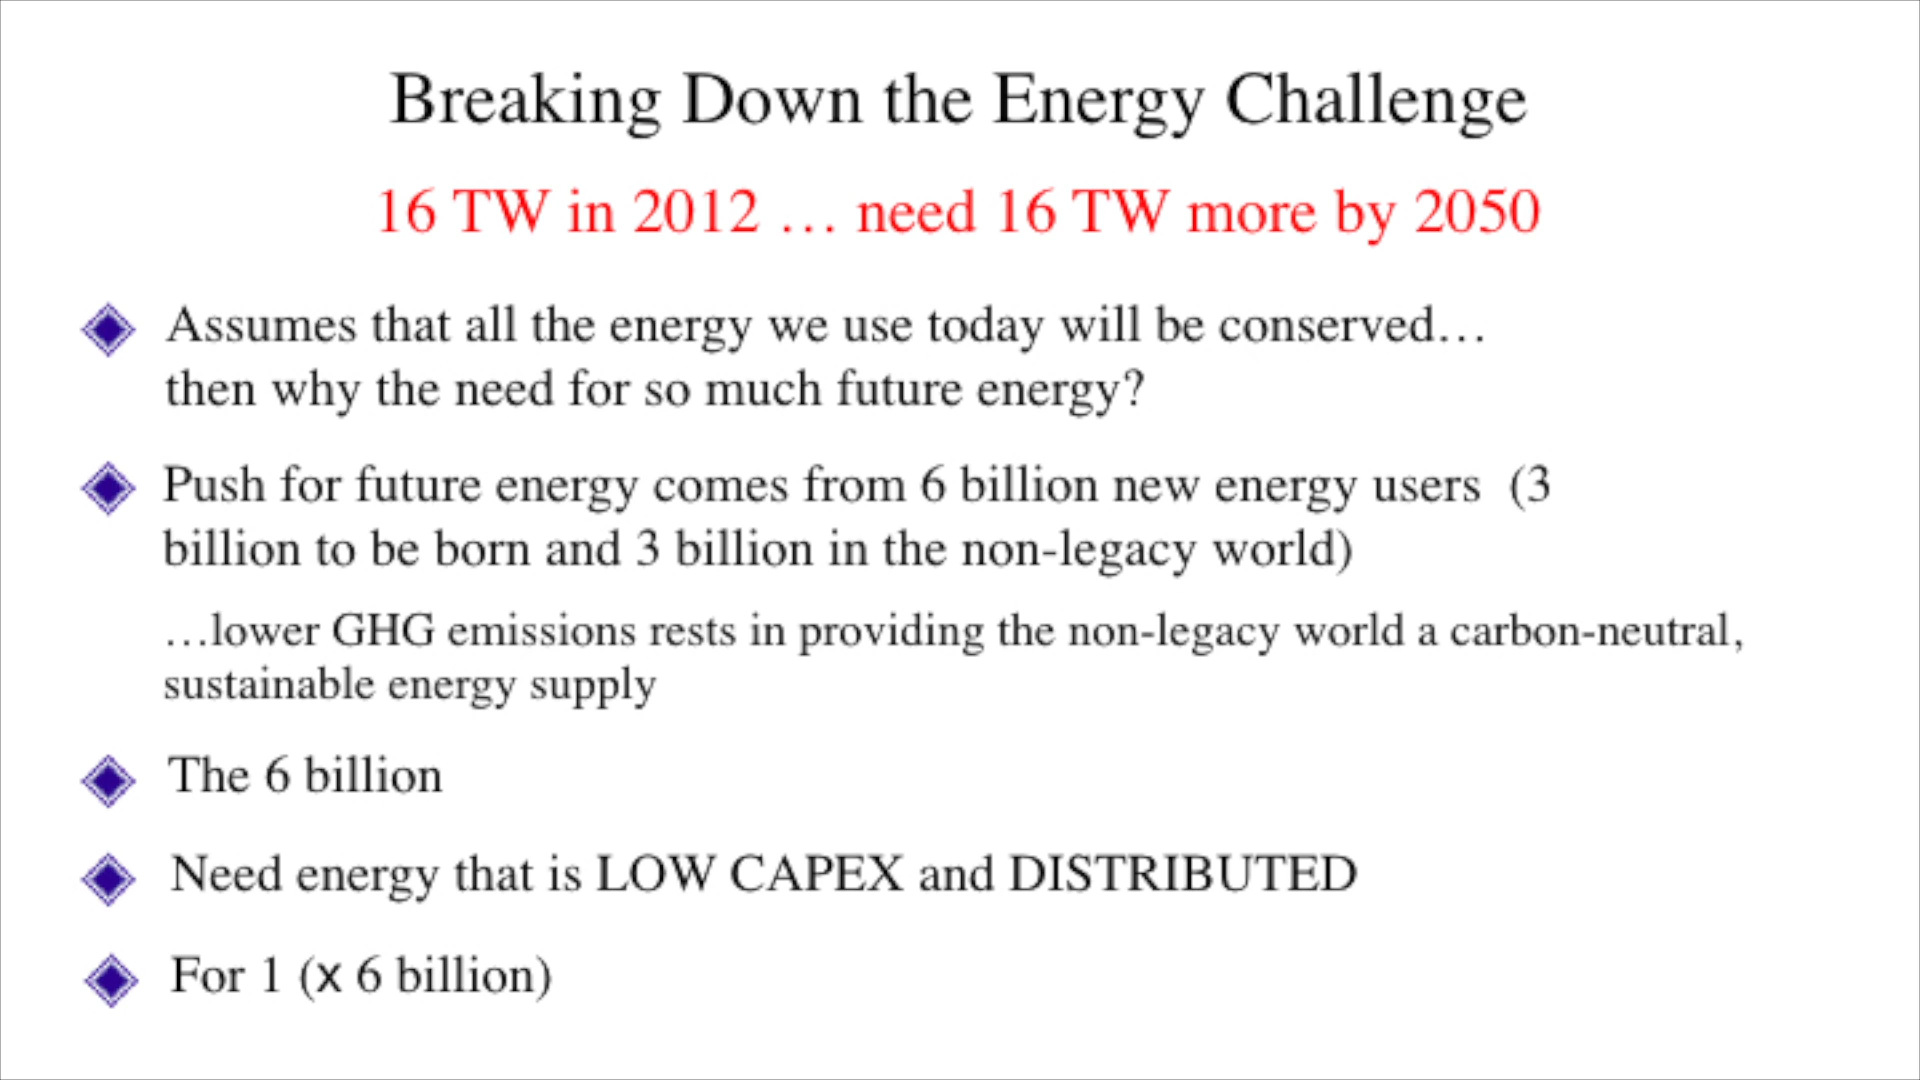 Breaking Down the Energy Challenge
16 TW in 2012 … need 16 TW more by 2050
Assumes that all the energy we use today will be conserved…
then why the need for so much future energy?
Push for future energy comes from 6 billion new energy users (3
billion to be born and 3 billion in the non-legacy world)
…lower GHG emissions rests in providing the non-legacy world a carbon-neutral,
sustainable energy supply
The 6 billion
Need energy that is LOW CAPEX and DISTRIBUTED
For 1 (x 6 billion)